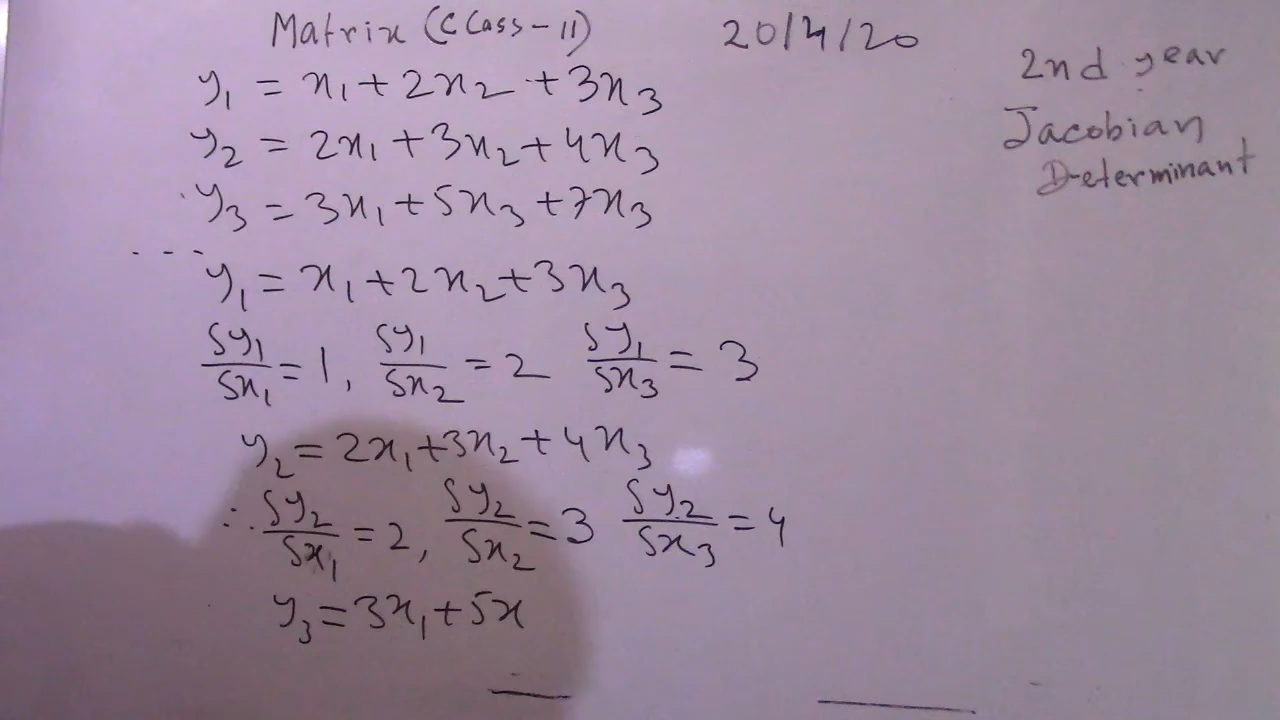 Matrix (Class-11) 20/4/20
2nd year
Jacobian
Determinant
y₁ = x₁ + 2x₂ + 3x₃
y₂ = 2x₁ + 3x₂ + 4x₃
y₃ = 3x₁ + 5x₃ + 7x₃
y₁ = x₁ + 2x₂ + 3x₃
δy₁/δx₁ = 1, δy₁/δx₂ = 2 δy₁/δx₃ = 3
y₂ = 2x₁ + 3x₂ + 4x₃
∴ δy₂/δx₁ = 2, δy₂/δx₂ = 3 δy₂/δx₃ = 4
y₃ = 3x₁ + 5x